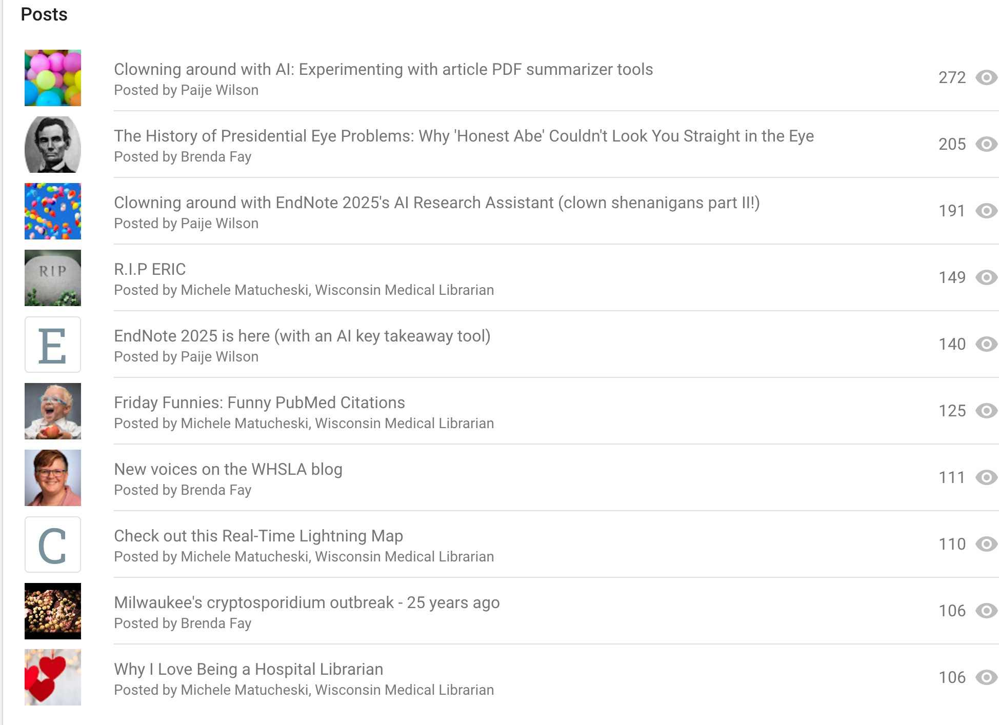 Posts
Clowning around with AI: Experimenting with article PDF summarizer tools
Posted by Paije Wilson
272
The History of Presidential Eye Problems: Why 'Honest Abe' Couldn't Look You Straight in the Eye
Posted by Brenda Fay
205
Clowning around with EndNote 2025's AI Research Assistant (clown shenanigans part II!)
Posted by Paije Wilson
191
RIP
R.I.P ERIC
Posted by Michele Matucheski, Wisconsin Medical Librarian
149
E
EndNote 2025 is here (with an AI key takeaway tool)
Posted by Paije Wilson
140
Friday Funnies: Funny PubMed Citations
Posted by Michele Matucheski, Wisconsin Medical Librarian
125
New voices on the WHSLA blog
Posted by Brenda Fay
111
C
Check out this Real-Time Lightning Map
Posted by Michele Matucheski, Wisconsin Medical Librarian
110
Milwaukee's cryptosporidium outbreak - 25 years ago
Posted by Brenda Fay
106
Why I Love Being a Hospital Librarian
Posted by Michele Matucheski, Wisconsin Medical Librarian
106